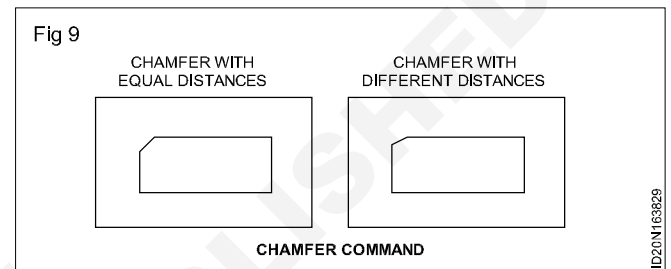 Fig 9
CHAMFER WITH
EQUAL DISTANCES
CHAMFER WITH
DIFFERENT DISTANCES
CHAMFER COMMAND
ID20N163829